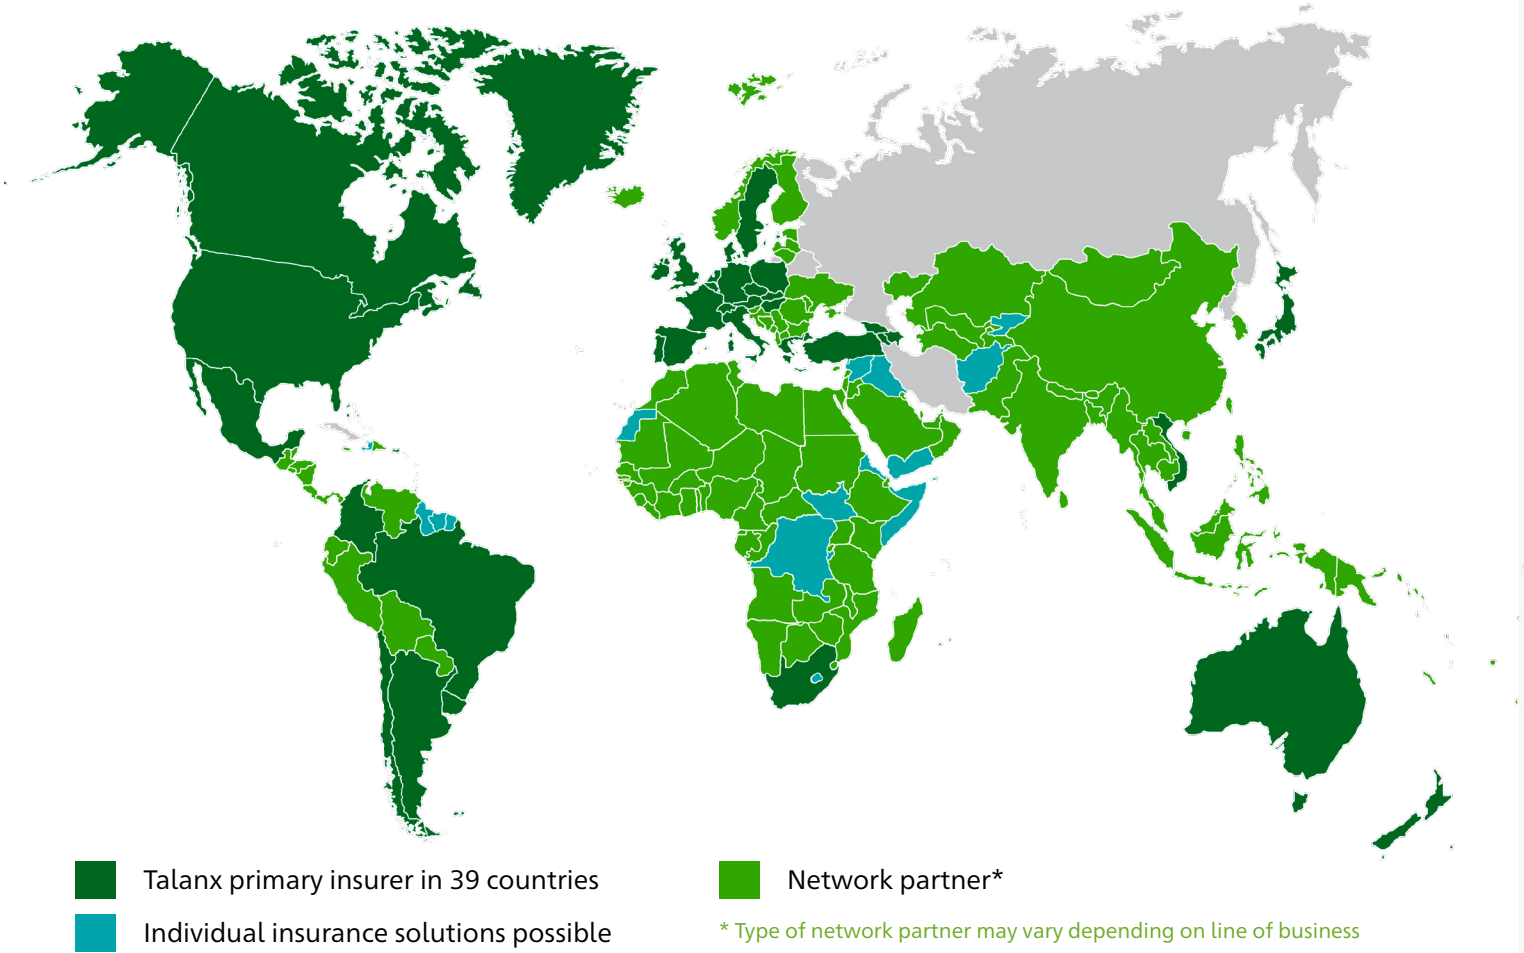 Talanx primary insurer in 39 countries
Network partner*
Individual insurance solutions possible
* Type of network partner may vary depending on line of business